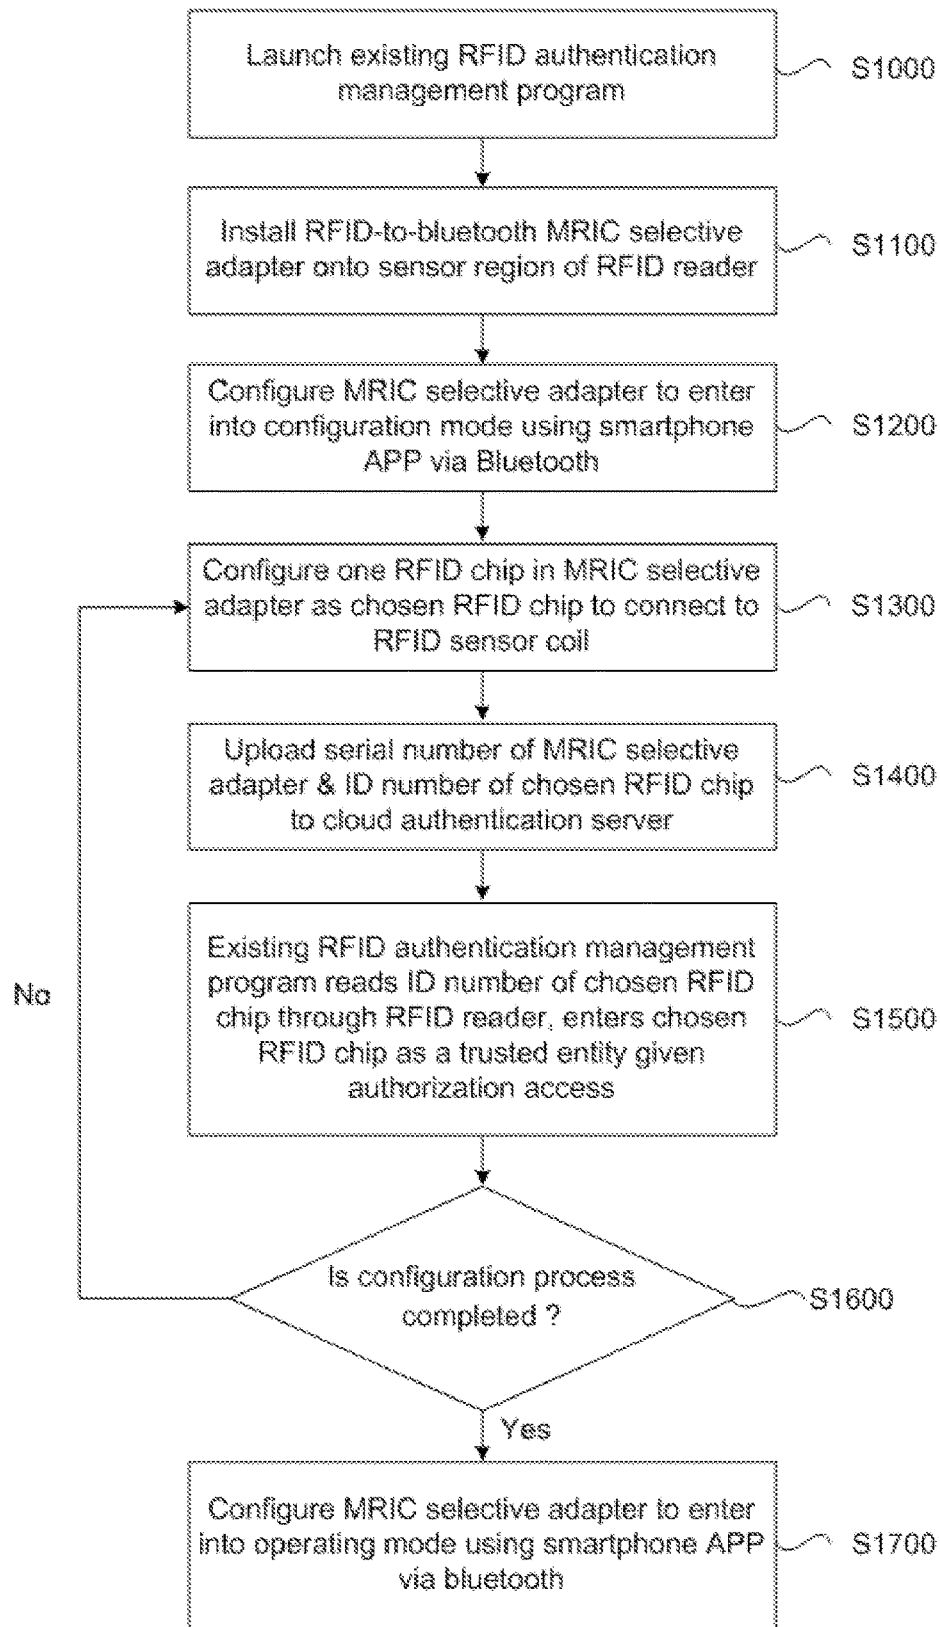 Launch existing RFID authentication
management program
S1000
Install RFID-to-bluetooth MRIC selective
adapter onto sensor region of RFID reader
S1100
Configure MRIC selective adapter to enter
into configuration mode using smartphone
APP via Bluetooth
S1200
Configure one RFID chip in MRIC selective
adapter as chosen RFID chip to connect to
RFID sensor coil
S1300
Upload serial number of MRIC selective
adapter & ID number of chosen RFID chip
to cloud authentication server
S1400
Existing RFID authentication management
program reads ID number of chosen RFID
chip through RFID reader, enters chosen
RFID chip as a trusted entity given
authorization access
S1500
No
Is configuration process
completed ?
S1600
Yes
Configure MRIC selective adapter to enter
into operating mode using smartphone APP
via bluetooth
S1700